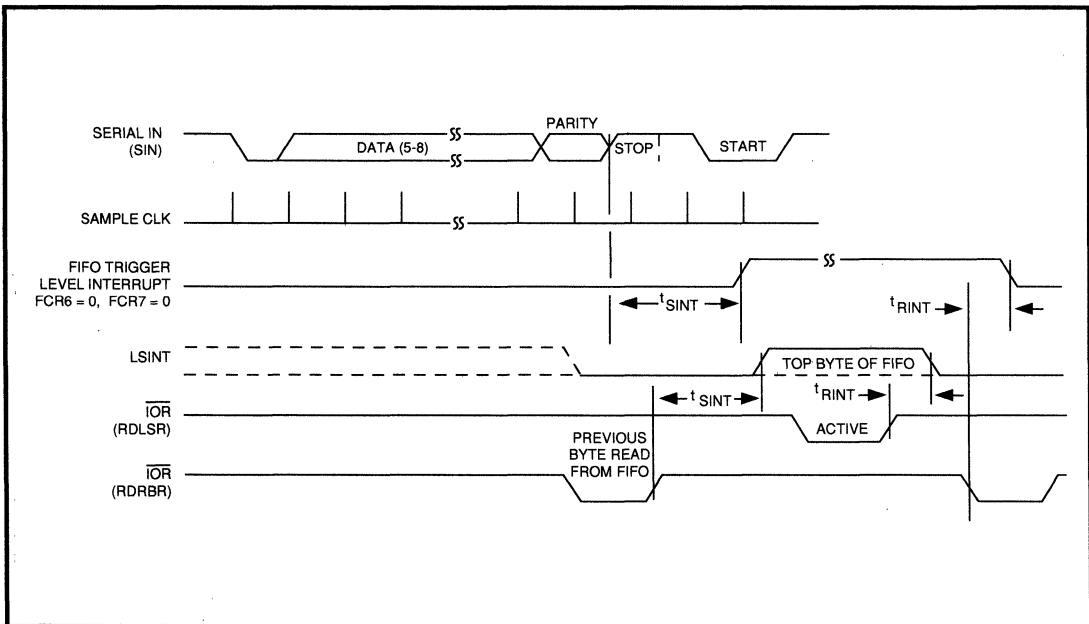 SERIAL IN
(SIN)
DATA (5-8)
PARITY
STOP
START
SAMPLE CLK
FIFO TRIGGER
LEVEL INTERRUPT
FCR6 = 0, FCR7 = 0
tSINT
tRINT
LSINT
TOP BYTE OF FIFO
tSINT
tRINT
IOR
(RDLSR)
ACTIVE
PREVIOUS
BYTE READ
FROM FIFO
IOR
(RDRBR)